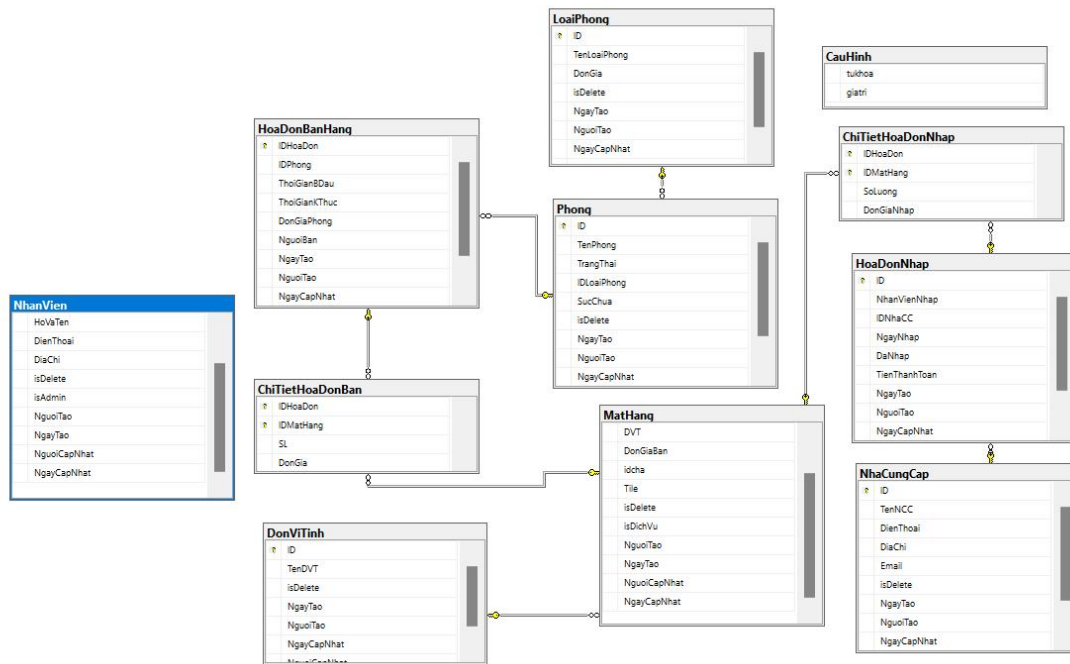 LoaiPhong
ID
TenLoaiPhong
DonGia
isDelete
NgayTao
NguoiTao
NgayCapNhat
CauHinh
tukhoa
giatri
HoaDonBanHang
IDHoaDon
IDPhong
ThoiGianBDau
ThoiGianKThuc
DonGiaPhong
NguoiBan
NgayTao
NguoiTao
NgayCapNhat
ChiTietHoaDonNhap
IDHoaDon
IDMatHang
SoLuong
DonGiaNhap
Phong
ID
TenPhong
TrangThai
IDLoaiPhong
SucChua
isDelete
NgayTao
NguoiTao
NgayCapNhat
HoaDonNhap
ID
NhanVienNhap
IDNhaCC
NgayNhap
DaNhap
TienThanhToan
NgayTao
NguoiTao
NgayCapNhat
NhanVien
HoVaTen
DienThoai
DiaChi
isDelete
isAdmin
NguoiTao
NgayTao
NguoiCapNhat
NgayCapNhat
ChiTietHoaDonBan
IDHoaDon
IDMatHang
SL
DonGia
MatHang
DVT
DonGiaBan
idcha
Tile
isDelete
isDichVu
NguoiTao
NgayTao
NguoiCapNhat
NgayCapNhat
NhaCungCap
ID
TenNCC
DienThoai
DiaChi
Email
isDelete
NgayTao
NguoiTao
NgayCapNhat
DonViTinh
ID
TenDVT
isDelete
NgayTao
NguoiTao
NgayCapNhat
NguoiCapNhat